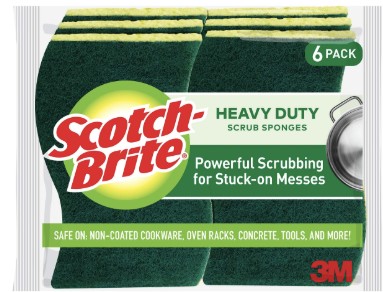 6 PACK
Scotch-
Brite
HEAVY DUTY
SCRUB SPONGES
Powerful Scrubbing
for Stuck-on Messes
SAFE ON: NON-COATED COOKWARE, OVEN RACKS, CONCRETE, TOOLS, AND MORE!
3M